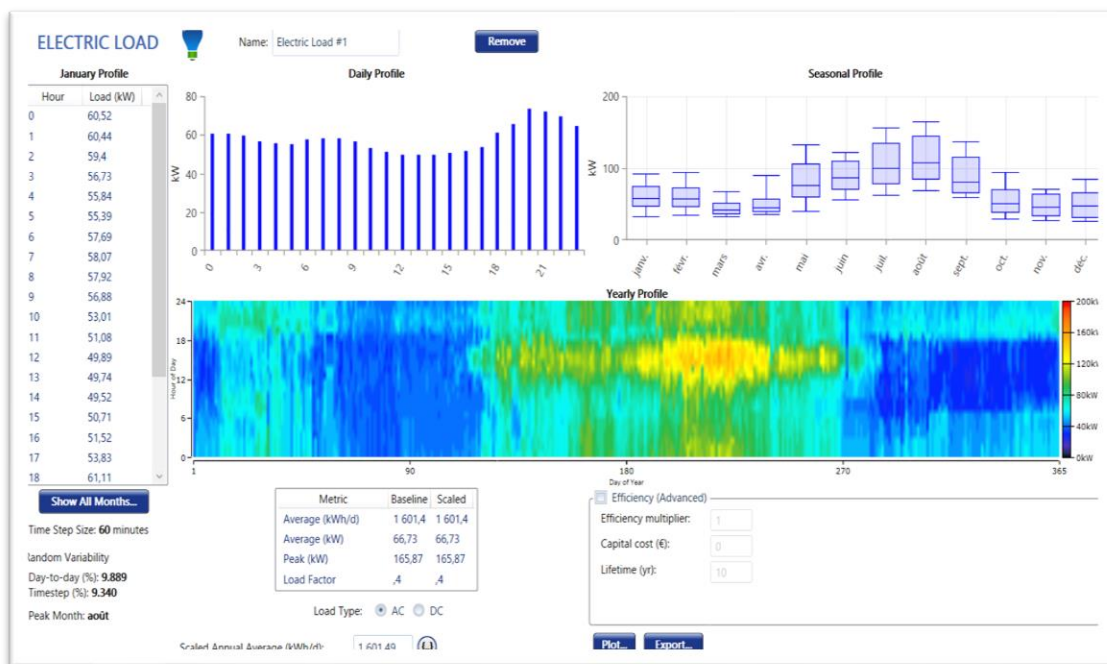 ELECTRIC LOAD
Name: Electric Load #1
Remove
January Profile
Hour Load (kW)
0 60,52
1 60,44
2 59,4
3 56,73
4 55,84
5 55,39
6 57,69
7 58,07
8 57,92
9 56,88
10 53,01
11 51,08
12 49,89
13 49,74
14 49,52
15 50,71
16 51,52
17 53,83
18 61,11
Show All Months...
Time Step Size: 60 minutes
andom Variability
Day-to-day (%): 9.889
Timestep (%): 9.340
Peak Month: août
Daily Profile
kW
80
60
40
20
0
0 3 6 9 12 15 18 21
Seasonal Profile
kW
200
100
0
janv. févr. mars avr. mai juin juil. août sept. oct. nov. déc.
Yearly Profile
Hour of Day
24
18
12
6
0
1 90 180 270 365
Day of Year
200k
160k
120k
80kW
40kW
0kW
Metric Baseline Scaled
Average (kWh/d) 1 601,4 1 601,4
Average (kW) 66,73 66,73
Peak (kW) 165,87 165,87
Load Factor ,4 ,4
Load Type: AC DC
Scaled Annual Average (kWh/d): 1 601,49
Efficiency (Advanced)
Efficiency multiplier: 1
Capital cost (€): 0
Lifetime (yr): 10
Plot... Export...